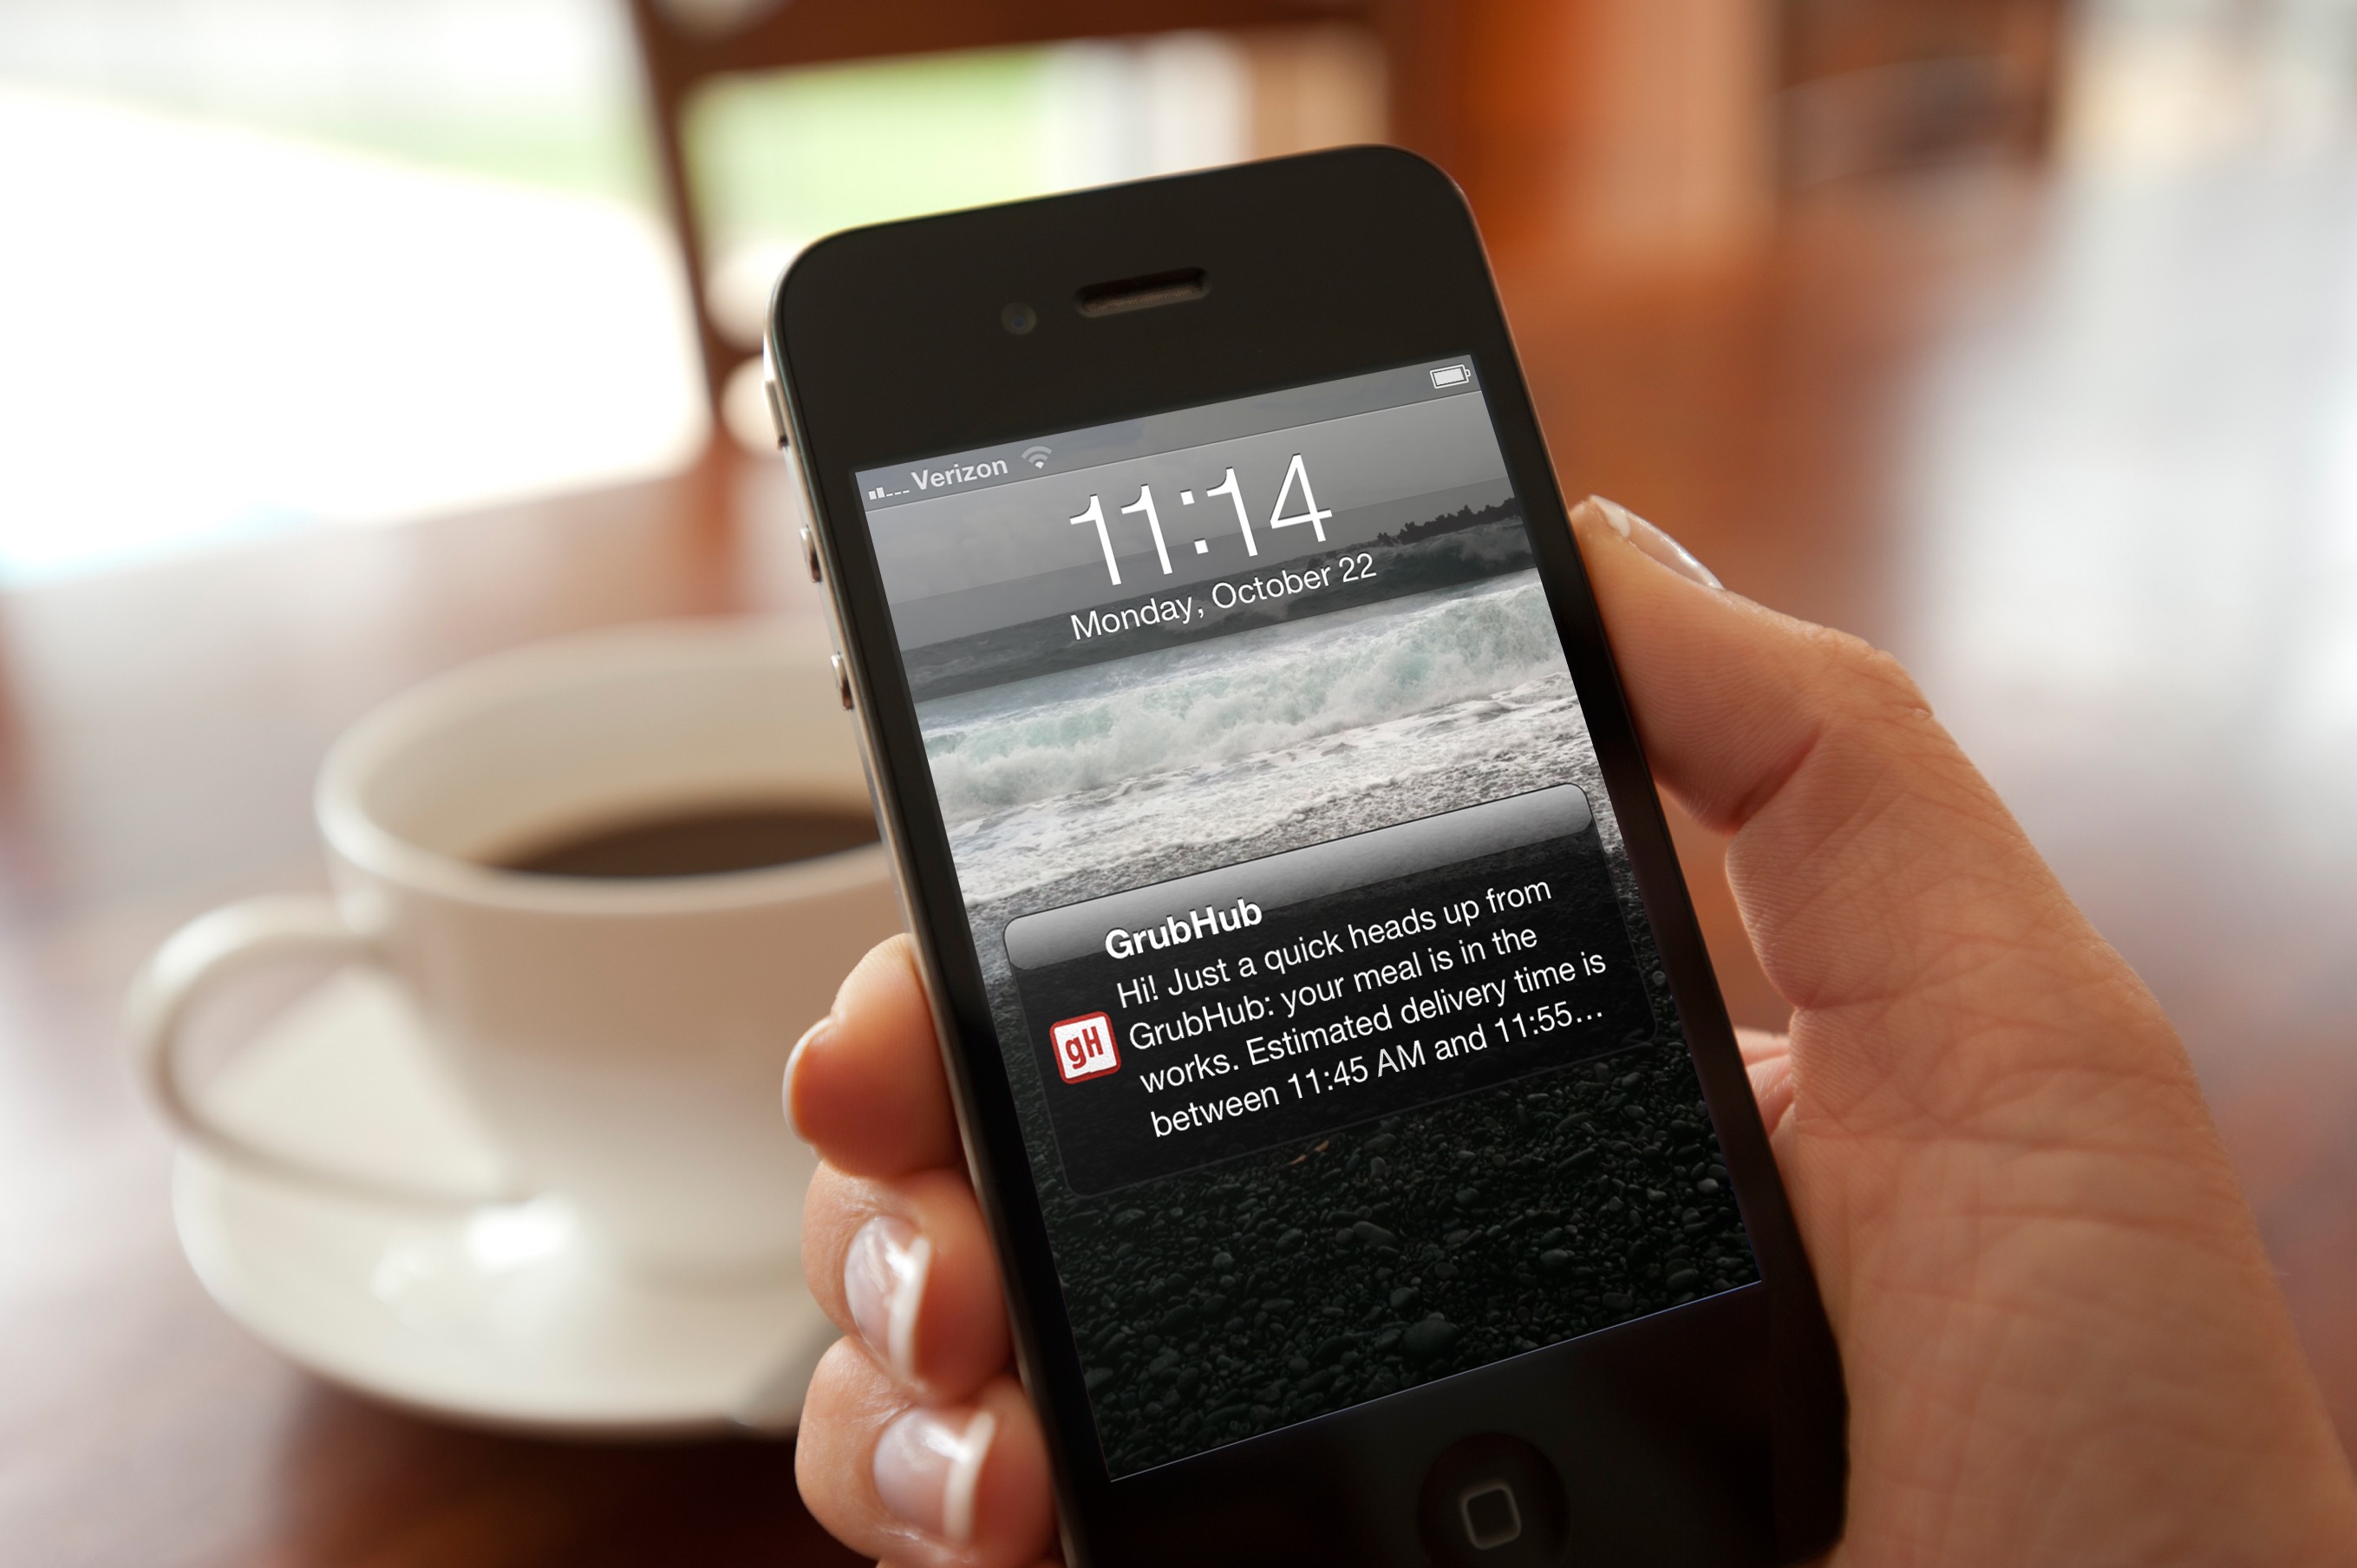 Verizon
11:14
Monday, October 22
GrubHub
Hi! Just a quick heads up from
GrubHub: your meal is in the
works. Estimated delivery time is
between 11:45 AM and 11:55...
gH